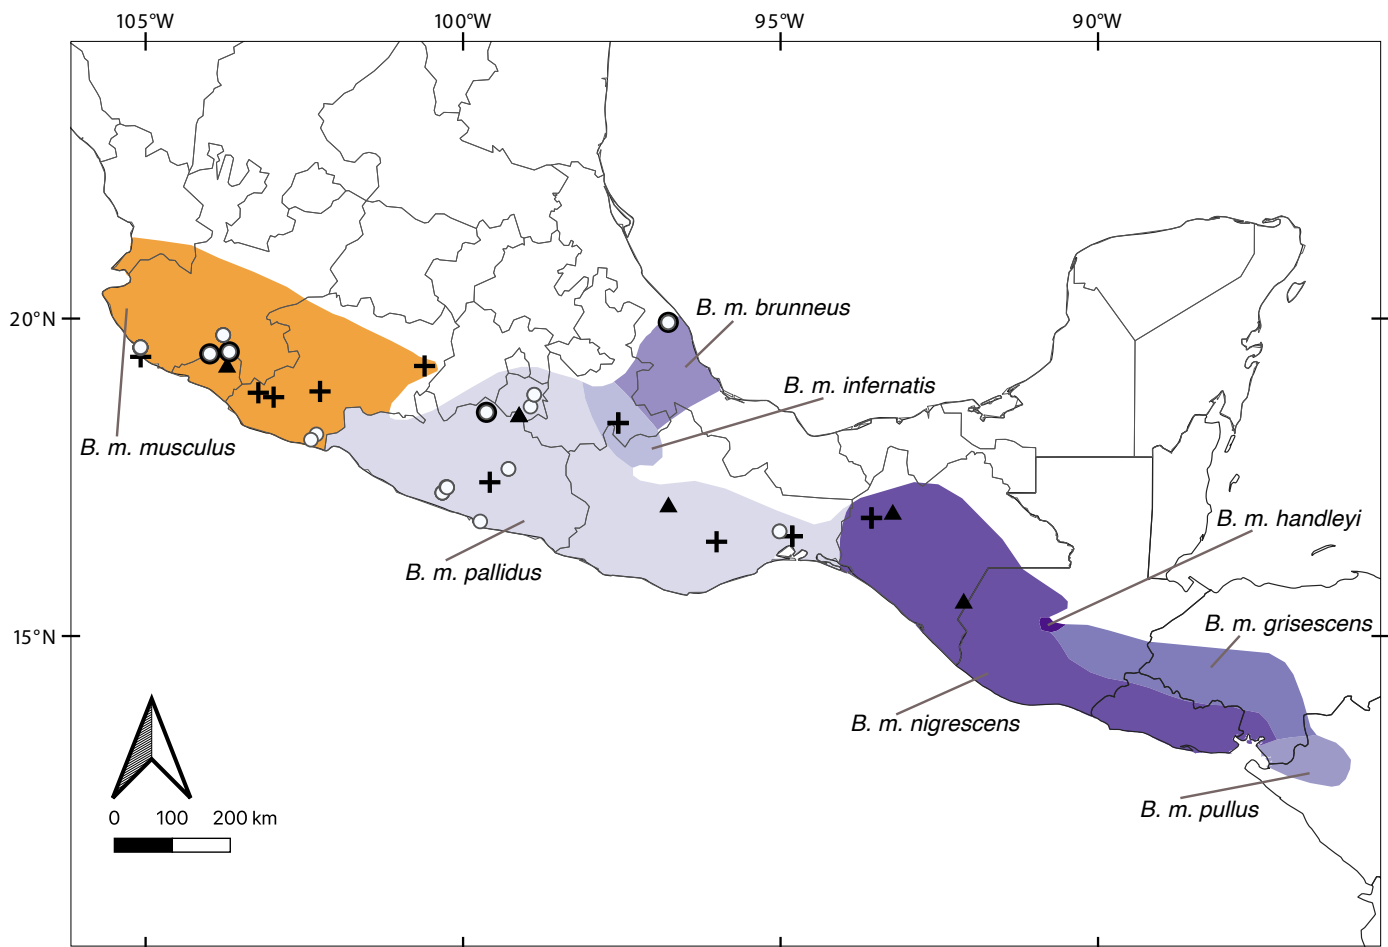 105°W 100°W 95°W 90°W
20°N
B. m. brunneus
B. m. infernatis
B. m. musculus
B. m. handleyi
B. m. pallidus
B. m. grisescens
15°N
B. m. nigrescens
B. m. pullus
0 100 200 km